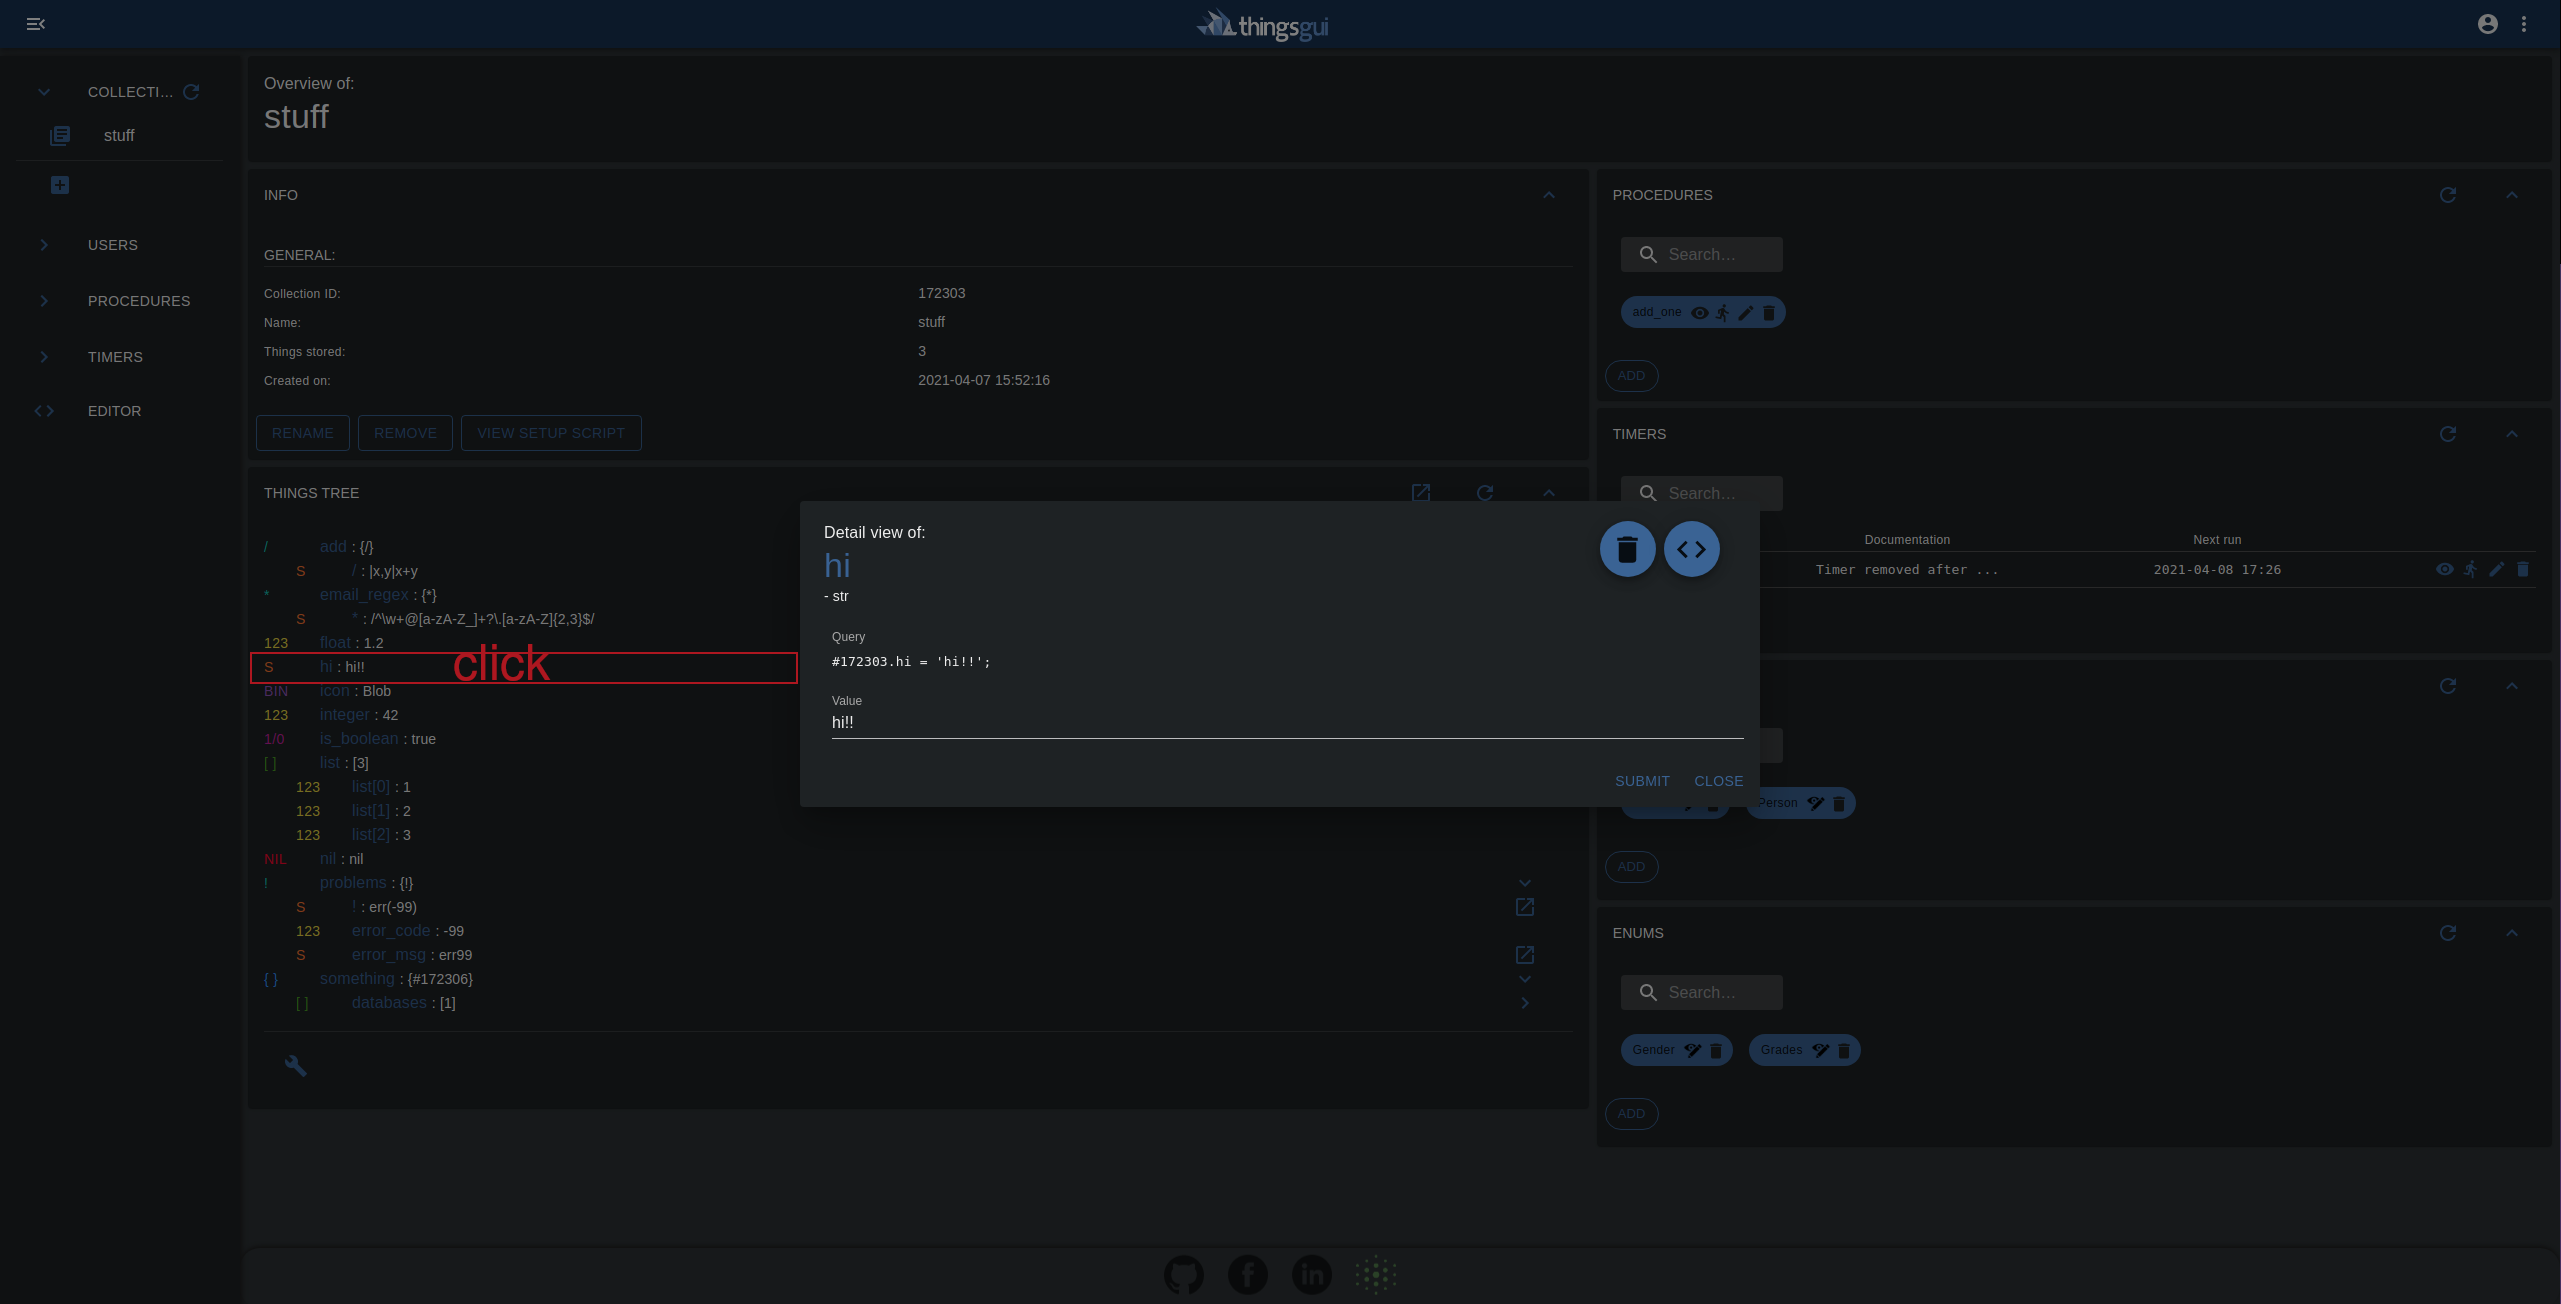 thingsgui
COLLECTI...
stuff
USERS
PROCEDURES
TIMERS
EDITOR
Overview of:
stuff
INFO
GENERAL:
Collection ID: 172303
Name: stuff
Things stored: 3
Created on: 2021-04-07 15:52:16
RENAME REMOVE VIEW SETUP SCRIPT
THINGS TREE
/ add : {/}
S / : |x,y|x+y
* email_regex : {*}
S * : /^\w+@[a-zA-Z_]+?\.[a-zA-Z]{2,3}$/
123 float : 1.2
S hi : hi!! click
BIN icon : Blob
123 integer : 42
1/0 is_boolean : true
[ ] list : [3]
123 list[0] : 1
123 list[1] : 2
123 list[2] : 3
NIL nil : nil
! problems : {!}
S ! : err(-99)
123 error_code : -99
S error_msg : err99
{ } something : {#172306}
[ ] databases : [1]
Detail view of:
hi
- str
Query
#172303.hi = 'hi!!';
Value
hi!!
SUBMIT CLOSE
PROCEDURES
Search...
add_one
ADD
TIMERS
Search...
Documentation Next run
Timer removed after ... 2021-04-08 17:26
Person
ADD
ENUMS
Search...
Gender Grades
ADD